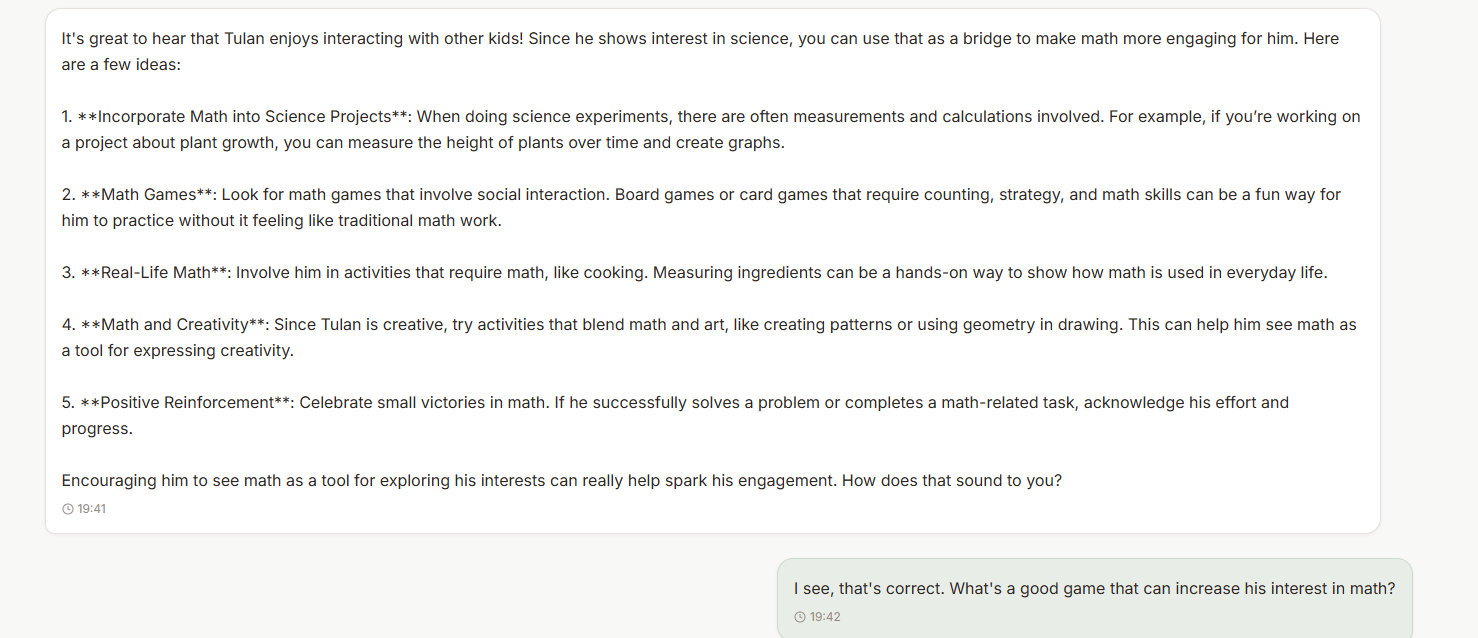 It's great to hear that Tulan enjoys interacting with other kids! Since he shows interest in science, you can use that as a bridge to make math more engaging for him. Here
are a few ideas:
1. **Incorporate Math into Science Projects**: When doing science experiments, there are often measurements and calculations involved. For example, if you’re working on
a project about plant growth, you can measure the height of plants over time and create graphs.
2. **Math Games**: Look for math games that involve social interaction. Board games or card games that require counting, strategy, and math skills can be a fun way for
him to practice without it feeling like traditional math work.
3. **Real-Life Math**: Involve him in activities that require math, like cooking. Measuring ingredients can be a hands-on way to show how math is used in everyday life.
4. **Math and Creativity**: Since Tulan is creative, try activities that blend math and art, like creating patterns or using geometry in drawing. This can help him see math as
a tool for expressing creativity.
5. **Positive Reinforcement**: Celebrate small victories in math. If he successfully solves a problem or completes a math-related task, acknowledge his effort and
progress.
Encouraging him to see math as a tool for exploring his interests can really help spark his engagement. How does that sound to you?
19:41
I see, that's correct. What's a good game that can increase his interest in math?
19:42